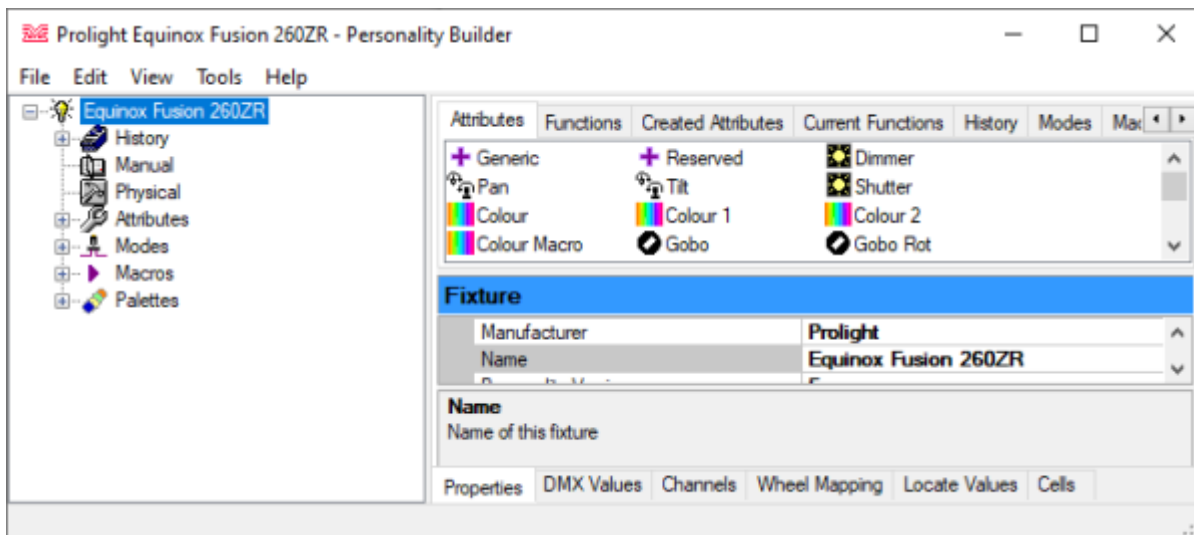 Prolight Equinox Fusion 260ZR - Personality Builder
File Edit View Tools Help
Equinox Fusion 260ZR
History
Manual
Physical
Attributes
Modes
Macros
Palettes
Attributes Functions Created Attributes Current Functions History Modes
Generic Reserved Dimmer
Pan Tilt Shutter
Colour Colour 1 Colour 2
Colour Macro Gobo Gobo Rot
Fixture
Manufacturer Prolight
Name Equinox Fusion 260ZR
Name
Name of this fixture
Properties DMX Values Channels Wheel Mapping Locate Values Cells